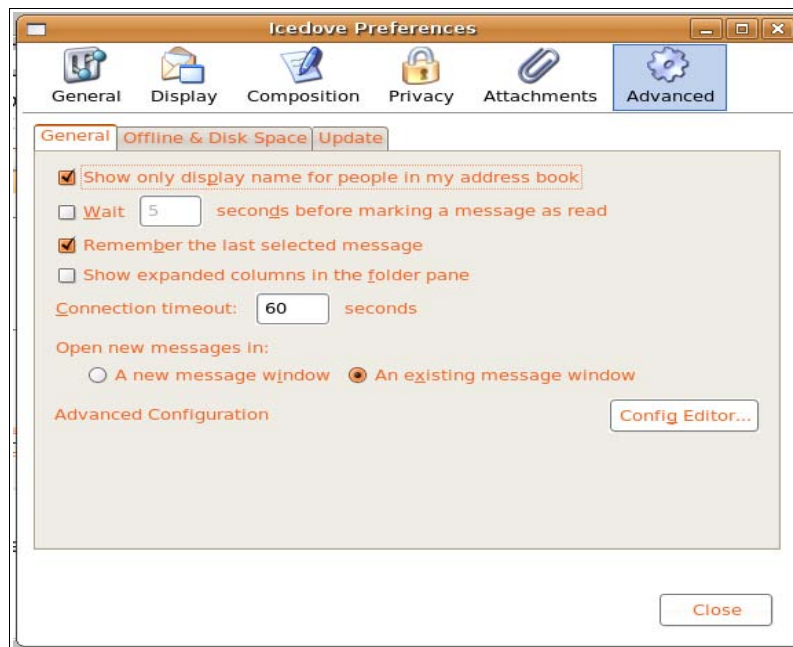 Icedove Preferences
General Display Composition Privacy Attachments Advanced
General Offline & Disk Space Update
Show only display name for people in my address book
Wait 5 seconds before marking a message as read
Remember the last selected message
Show expanded columns in the folder pane
Connection timeout: 60 seconds
Open new messages in:
A new message window An existing message window
Advanced Configuration Config Editor...
Close